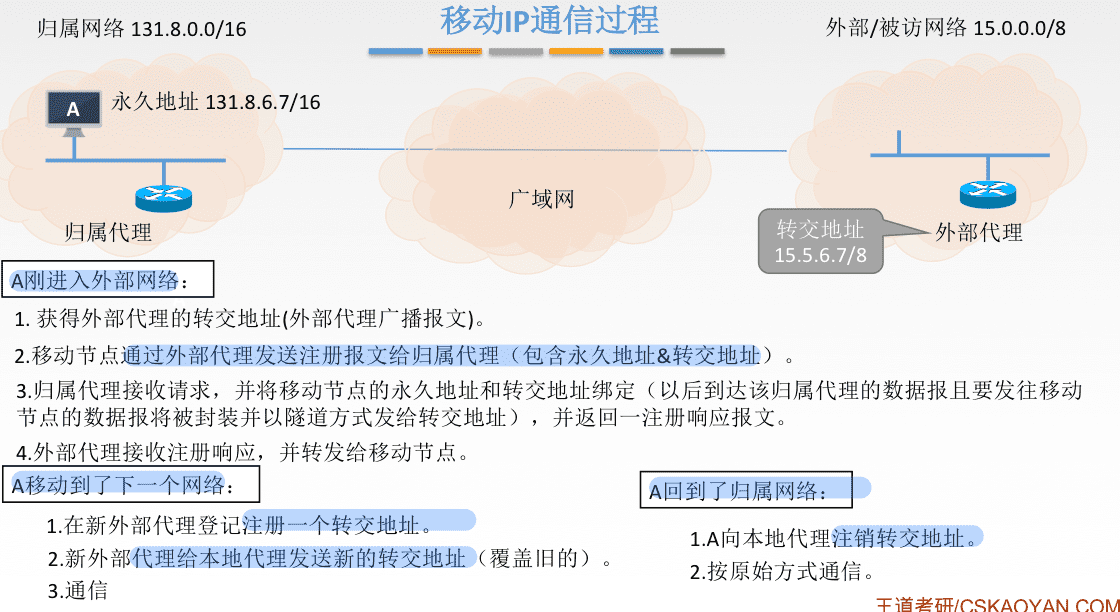 移动IP通信过程
归属网络 131.8.0.0/16
外部/被访网络 15.0.0.0/8
A
永久地址 131.8.6.7/16
广域网
归属代理
转交地址
15.5.6.7/8
外部代理
A刚进入外部网络：
1. 获得外部代理的转交地址(外部代理广播报文)。
2.移动节点通过外部代理发送注册报文给归属代理（包含永久地址&转交地址）。
3.归属代理接收请求，并将移动节点的永久地址和转交地址绑定（以后到达该归属代理的数据报且要发往移动
节点的数据报将被封装并以隧道方式发给转交地址），并返回一注册响应报文。
4.外部代理接收注册响应，并转发给移动节点。
A移动到了下一个网络：
1.在新外部代理登记注册一个转交地址。
2.新外部代理给本地代理发送新的转交地址（覆盖旧的）。
3.通信
A回到了归属网络：
1.A向本地代理注销转交地址。
2.按原始方式通信。
王道考研/CSKAOYAN.COM